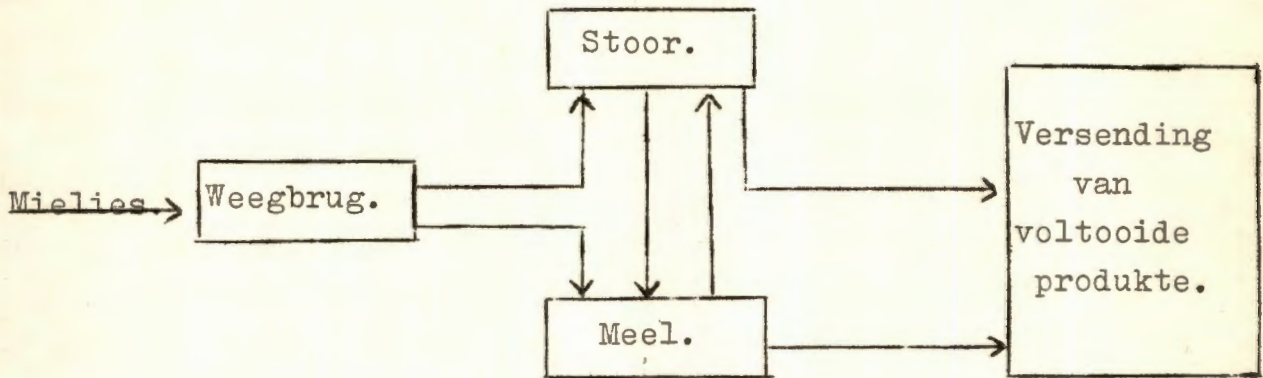 Stoor.
Mielies.
Weegbrug.
Meel.
Versending
van
voltooide
produkte.